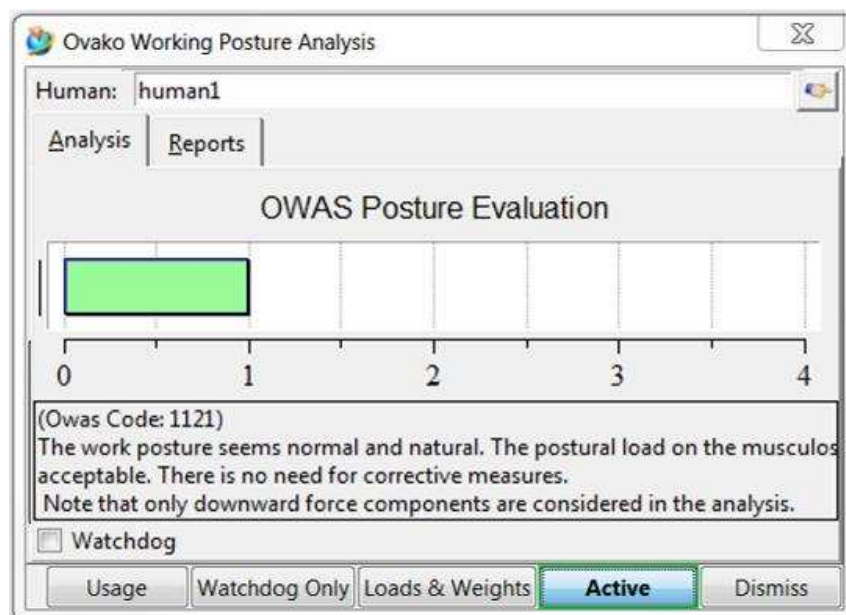 Ovako Working Posture Analysis
Human: human1
Analysis Reports
OWAS Posture Evaluation
0 1 2 3 4
(Owas Code: 1121)
The work posture seems normal and natural. The postural load on the musculos
acceptable. There is no need for corrective measures.
Note that only downward force components are considered in the analysis.
Watchdog
Usage Watchdog Only Loads & Weights Active Dismiss